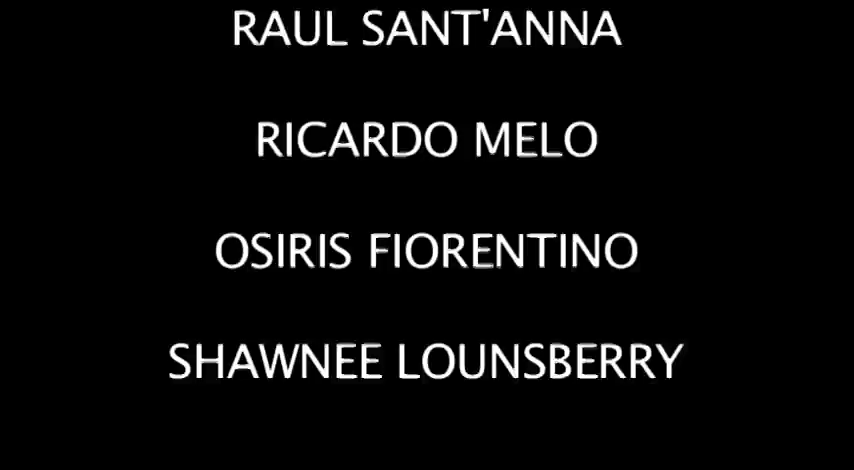 RAUL SANT'ANNA
RICARDO MELO
OSIRIS FIORENTINO
SHAWNEE LOUNSBERRY